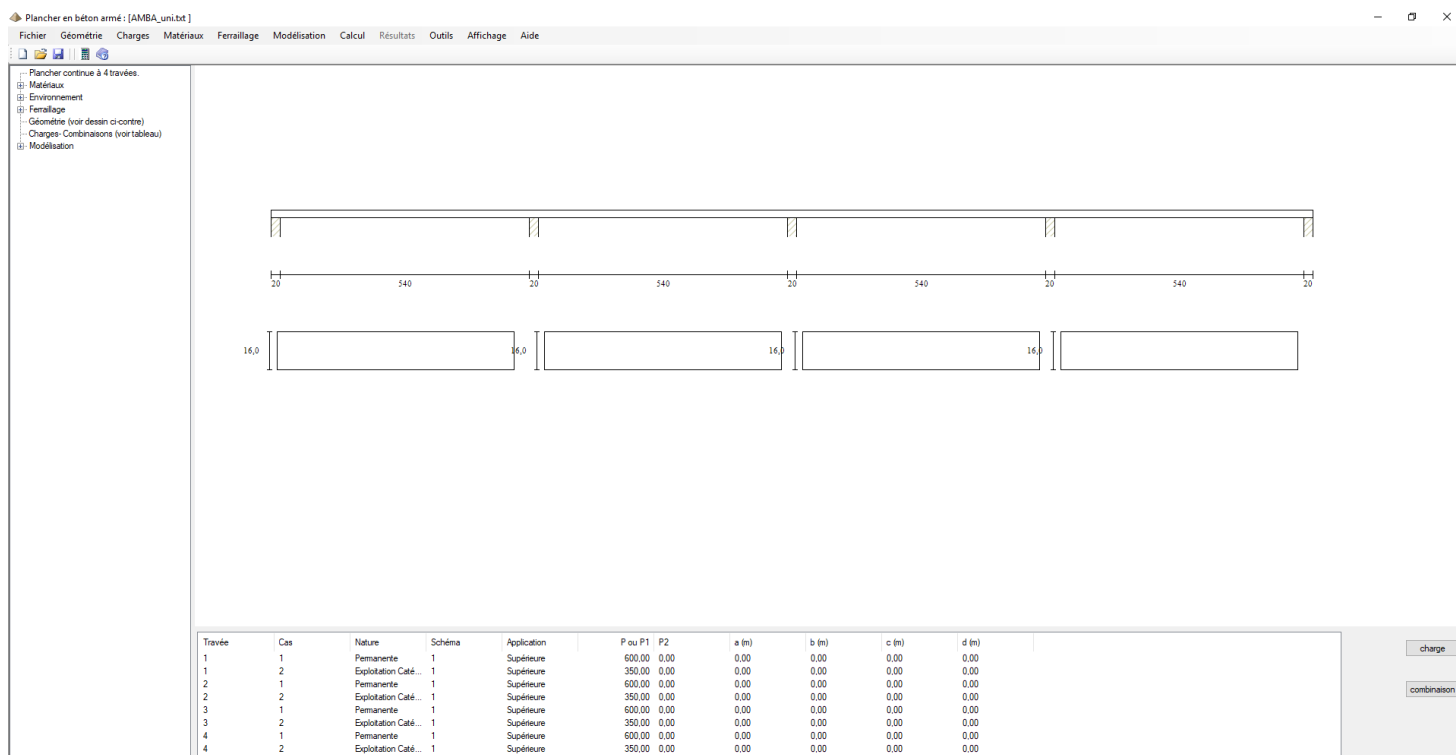 Plancher en béton armé : [AMBA_uni.txt ]
Fichier Géométrie Charges Matériaux Ferraillage Modélisation Calcul Résultats Outils Affichage Aide
Plancher continue à 4 travées.
Matériaux
Environnement
Ferraillage
Géométrie (voir dessin ci-contre)
Charges- Combinaisons (voir tableau)
Modélisation
20 540 20 540 20 540 20 540 20
16,0 16,0 16,0 16,0
Travée Cas Nature Schéma Application P ou P1 P2 a (m) b (m) c (m) d (m)
1 1 Permanente 1 Supérieure 600,00 0,00 0,00 0,00 0,00 0,00
1 2 Exploitation Caté... 1 Supérieure 350,00 0,00 0,00 0,00 0,00 0,00
2 1 Permanente 1 Supérieure 600,00 0,00 0,00 0,00 0,00 0,00
2 2 Exploitation Caté... 1 Supérieure 350,00 0,00 0,00 0,00 0,00 0,00
3 1 Permanente 1 Supérieure 600,00 0,00 0,00 0,00 0,00 0,00
3 2 Exploitation Caté... 1 Supérieure 350,00 0,00 0,00 0,00 0,00 0,00
4 1 Permanente 1 Supérieure 600,00 0,00 0,00 0,00 0,00 0,00
4 2 Exploitation Caté... 1 Supérieure 350,00 0,00 0,00 0,00 0,00 0,00
charge
combinaison